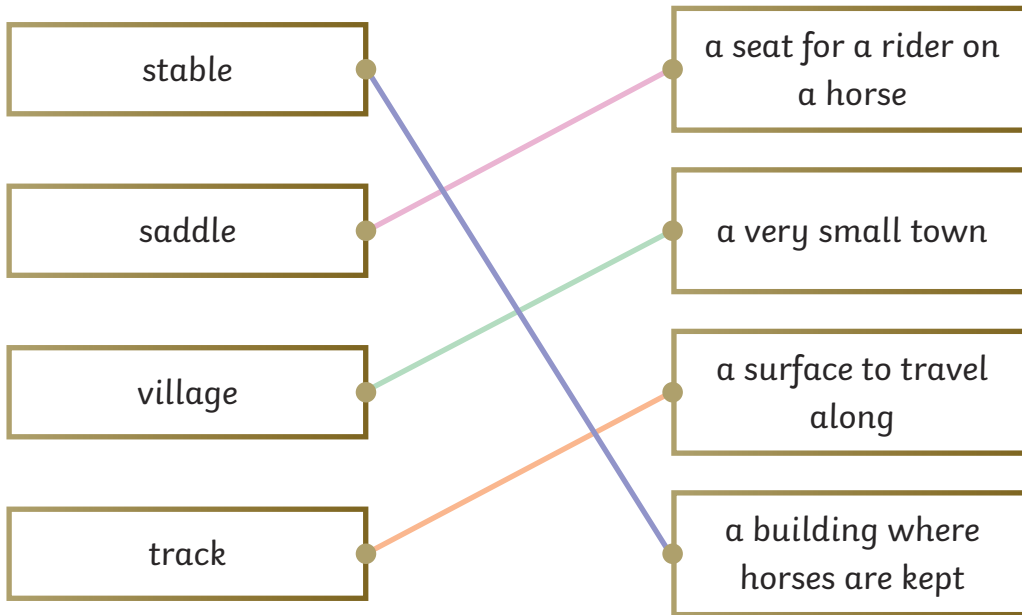 stable
saddle
village
track
a seat for a rider on
a horse
a very small town
a surface to travel
along
a building where
horses are kept